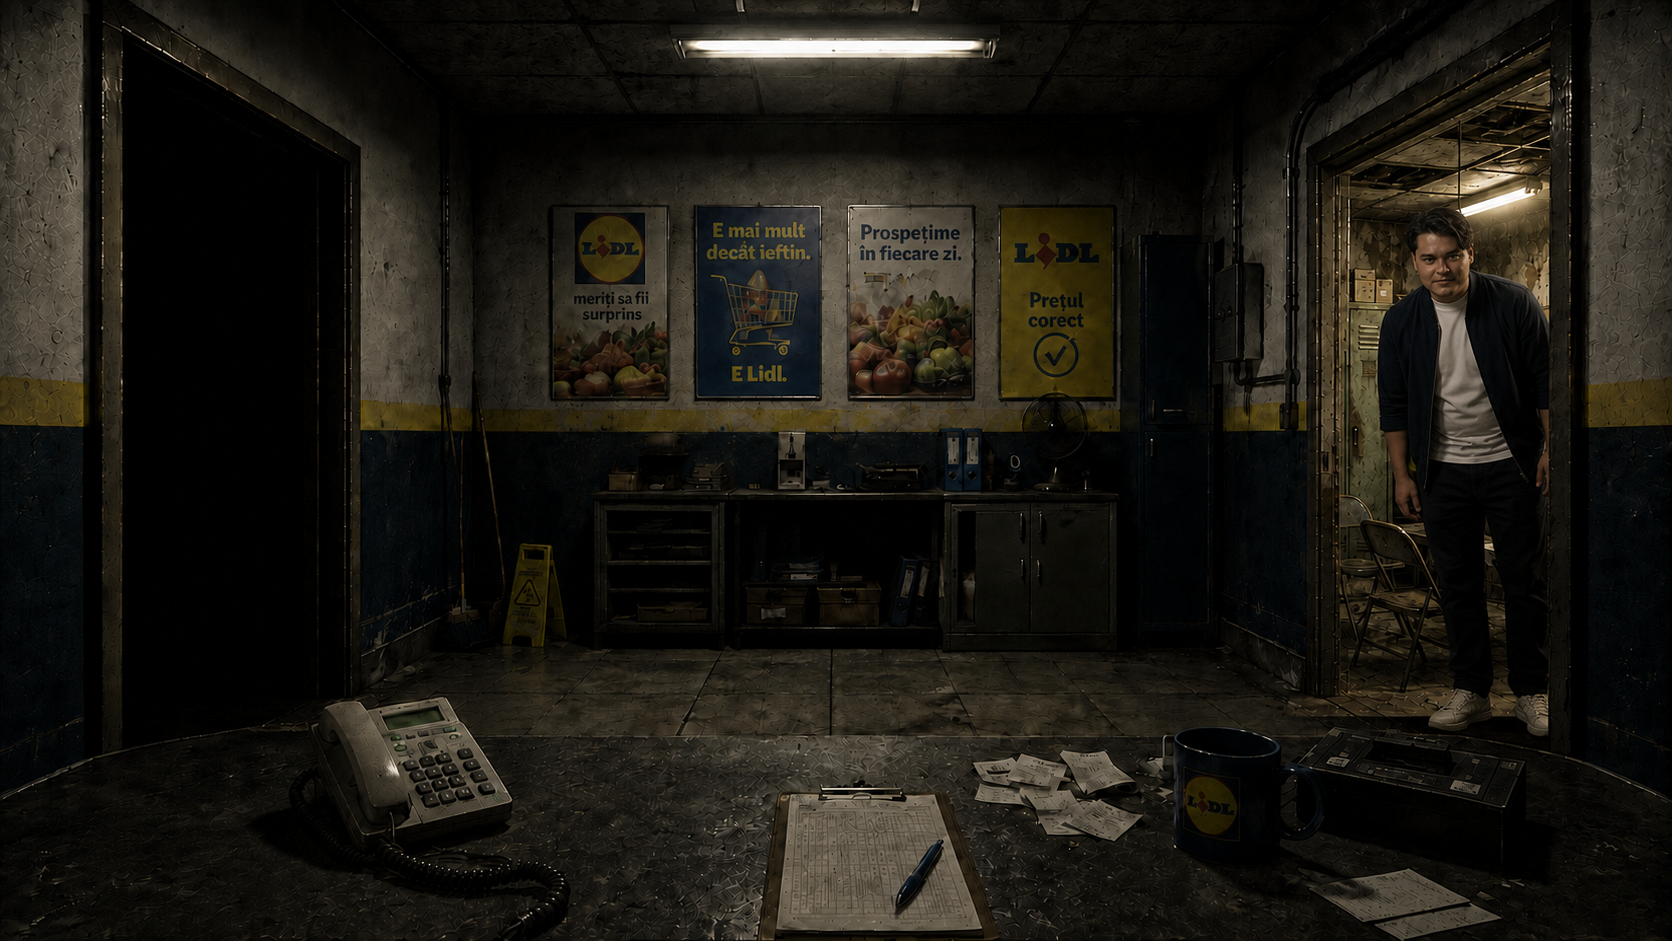 LIDL
meriți sa fii
surprins
E mai mult
decât ieftin.
E Lidl.
Prospețime
în fiecare zi.
LIDL
Prețul
corect
LIDL